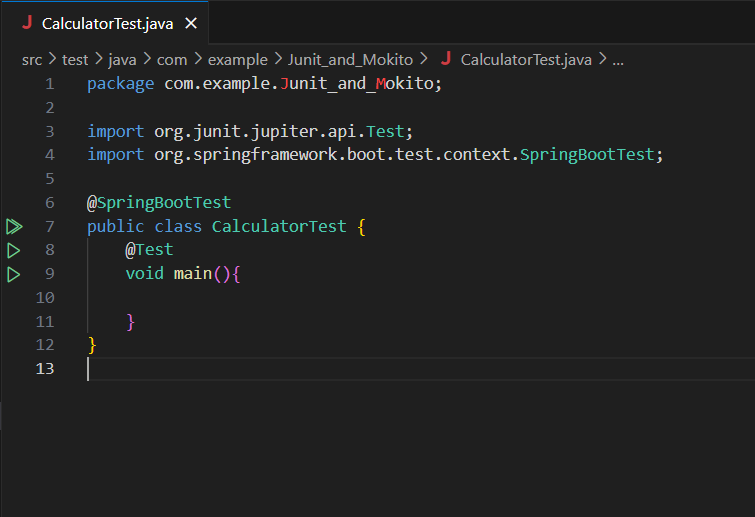 CalculatorTest.java
src > test > java > com > example > Junit_and_Mokito > CalculatorTest.java > ...
1 package com.example.Junit_and_Mokito;
2
3 import org.junit.jupiter.api.Test;
4 import org.springframework.boot.test.context.SpringBootTest;
5
6 @SpringBootTest
7 public class CalculatorTest {
8     @Test
9     void main(){
10
11     }
12 }
13